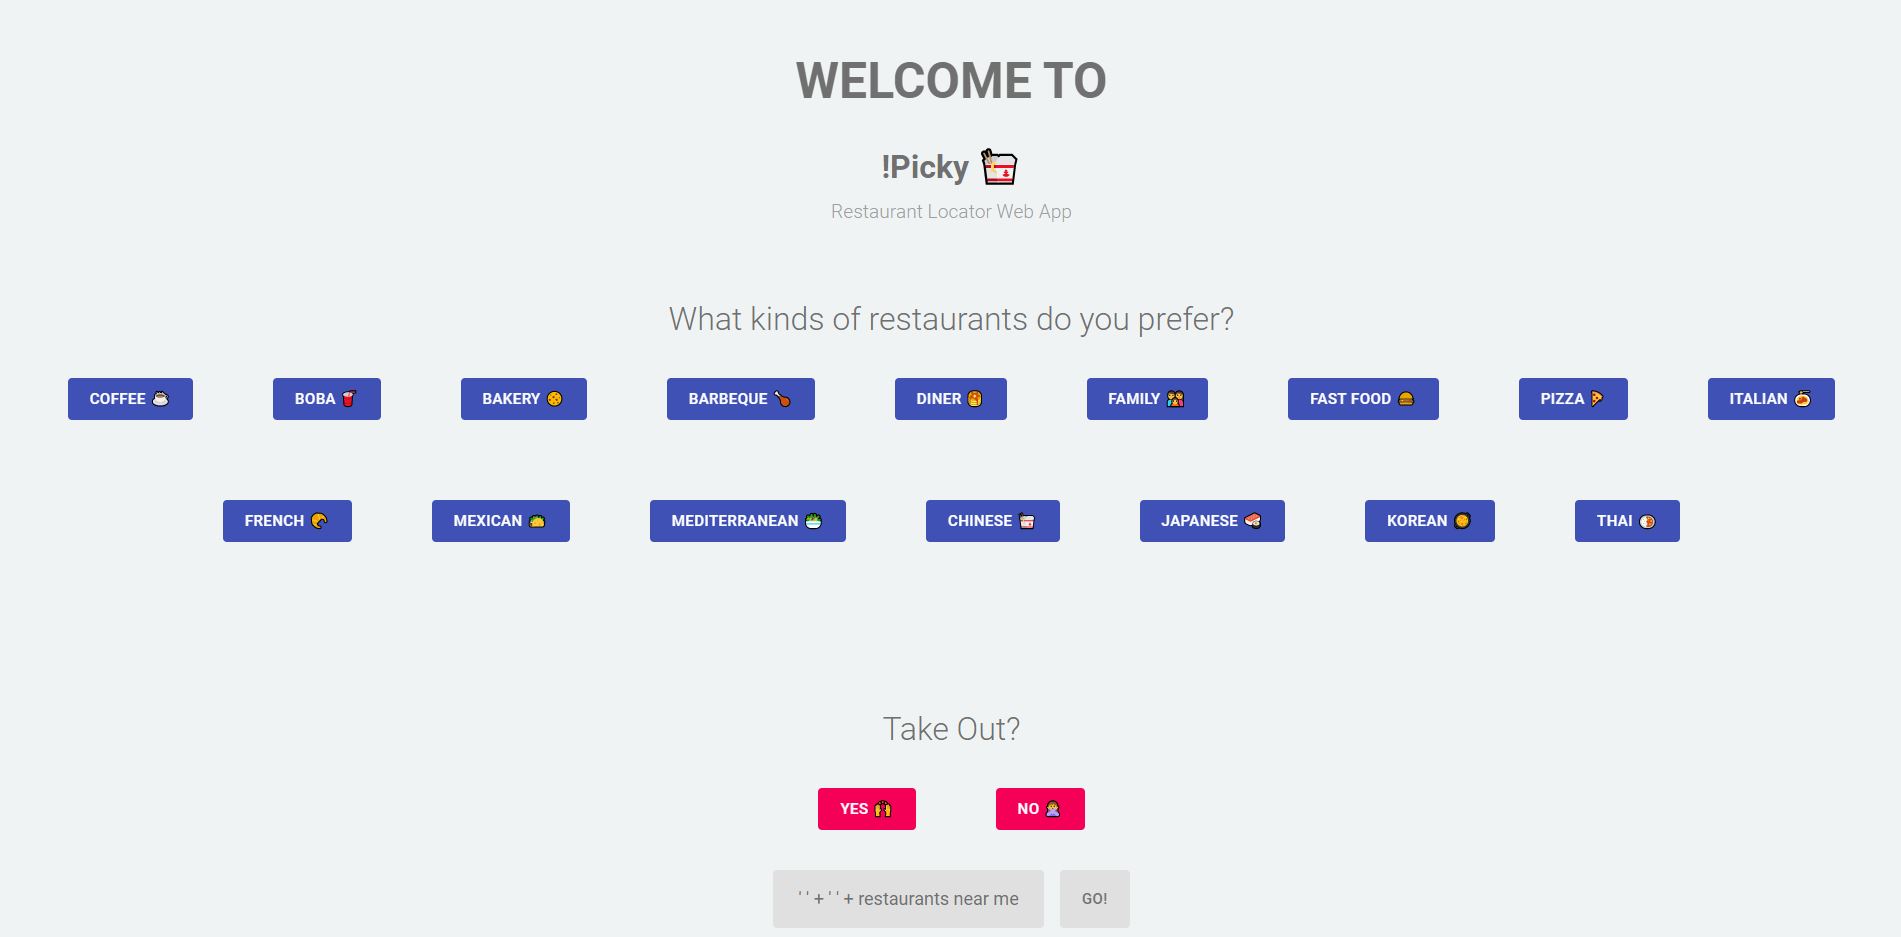 WELCOME TO
!Picky
Restaurant Locator Web App
What kinds of restaurants do you prefer?
COFFEE BOBA BAKERY BARBEQUE DINER FAMILY FAST FOOD PIZZA ITALIAN
FRENCH MEXICAN MEDITERRANEAN CHINESE JAPANESE KOREAN THAI
Take Out?
YES NO
' ' + ' ' + restaurants near me GO!